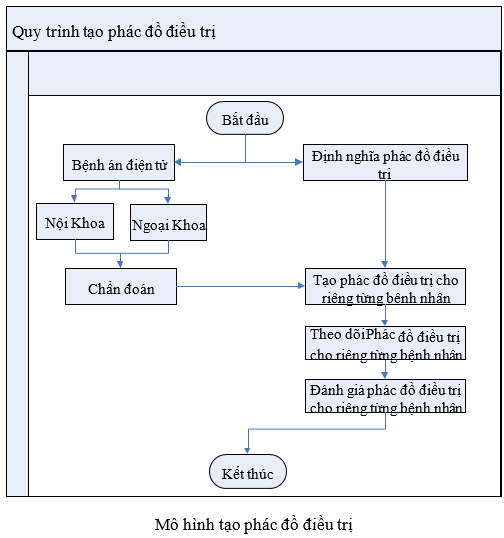 Quy trình tạo phác đồ điều trị
Bắt đầu
Bệnh án điện tử
Định nghĩa phác đồ điều
trị
Nội Khoa
Ngoại Khoa
Chẩn đoán
Tạo phác đồ điều trị cho
riêng từng bệnh nhân
Theo dõiPhác đồ điều trị
cho riêng từng bệnh nhân
Đánh giá phác đồ điều trị
cho riêng từng bệnh nhân
Kết thúc
Mô hình tạo phác đồ điều trị